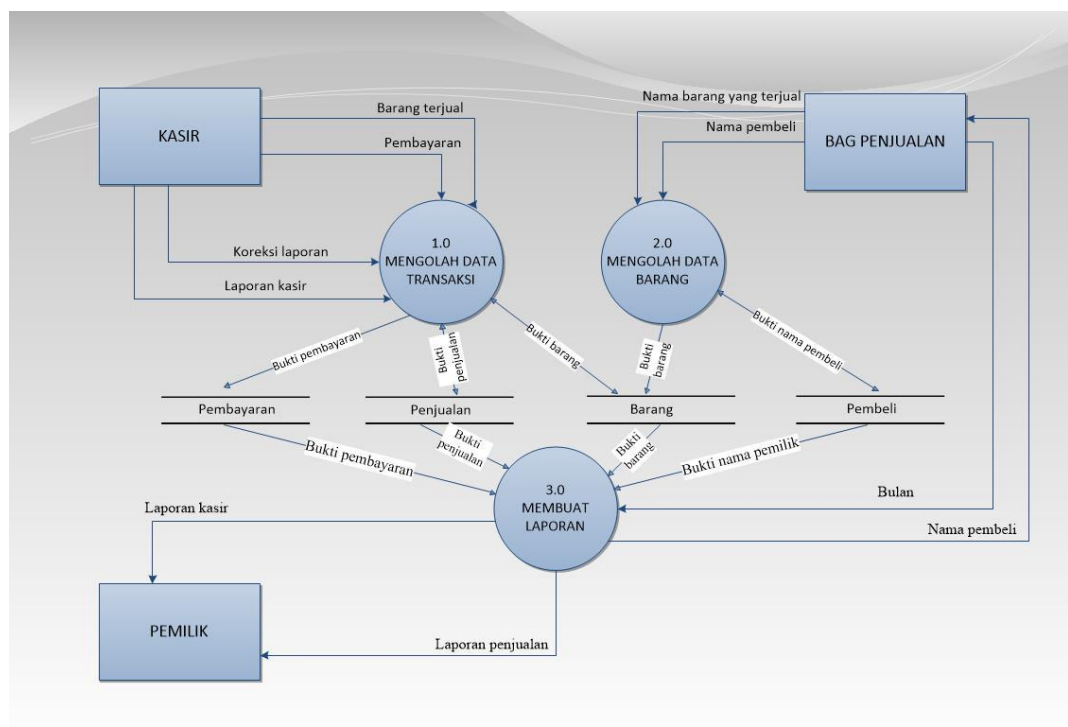 Barang terjual
Nama barang yang terjual
KASIR
Pembayaran
Nama pembeli
BAG PENJUALAN
1.0
MENGOLAH DATA
TRANSAKSI
2.0
MENGOLAH DATA
BARANG
Koreksi laporan
Laporan kasir
Bukti pembayaran
Bukti
penjualan
Bukti barang
Bukti
barang
Bukti nama pembeli
Pembayaran
Penjualan
Barang
Pembeli
Bukti pembayaran
Bukti
penjualan
Bukti
barang
Bukti nama pemilik
3.0
MEMBUAT
LAPORAN
Bulan
Laporan kasir
Nama pembeli
PEMILIK
Laporan penjualan